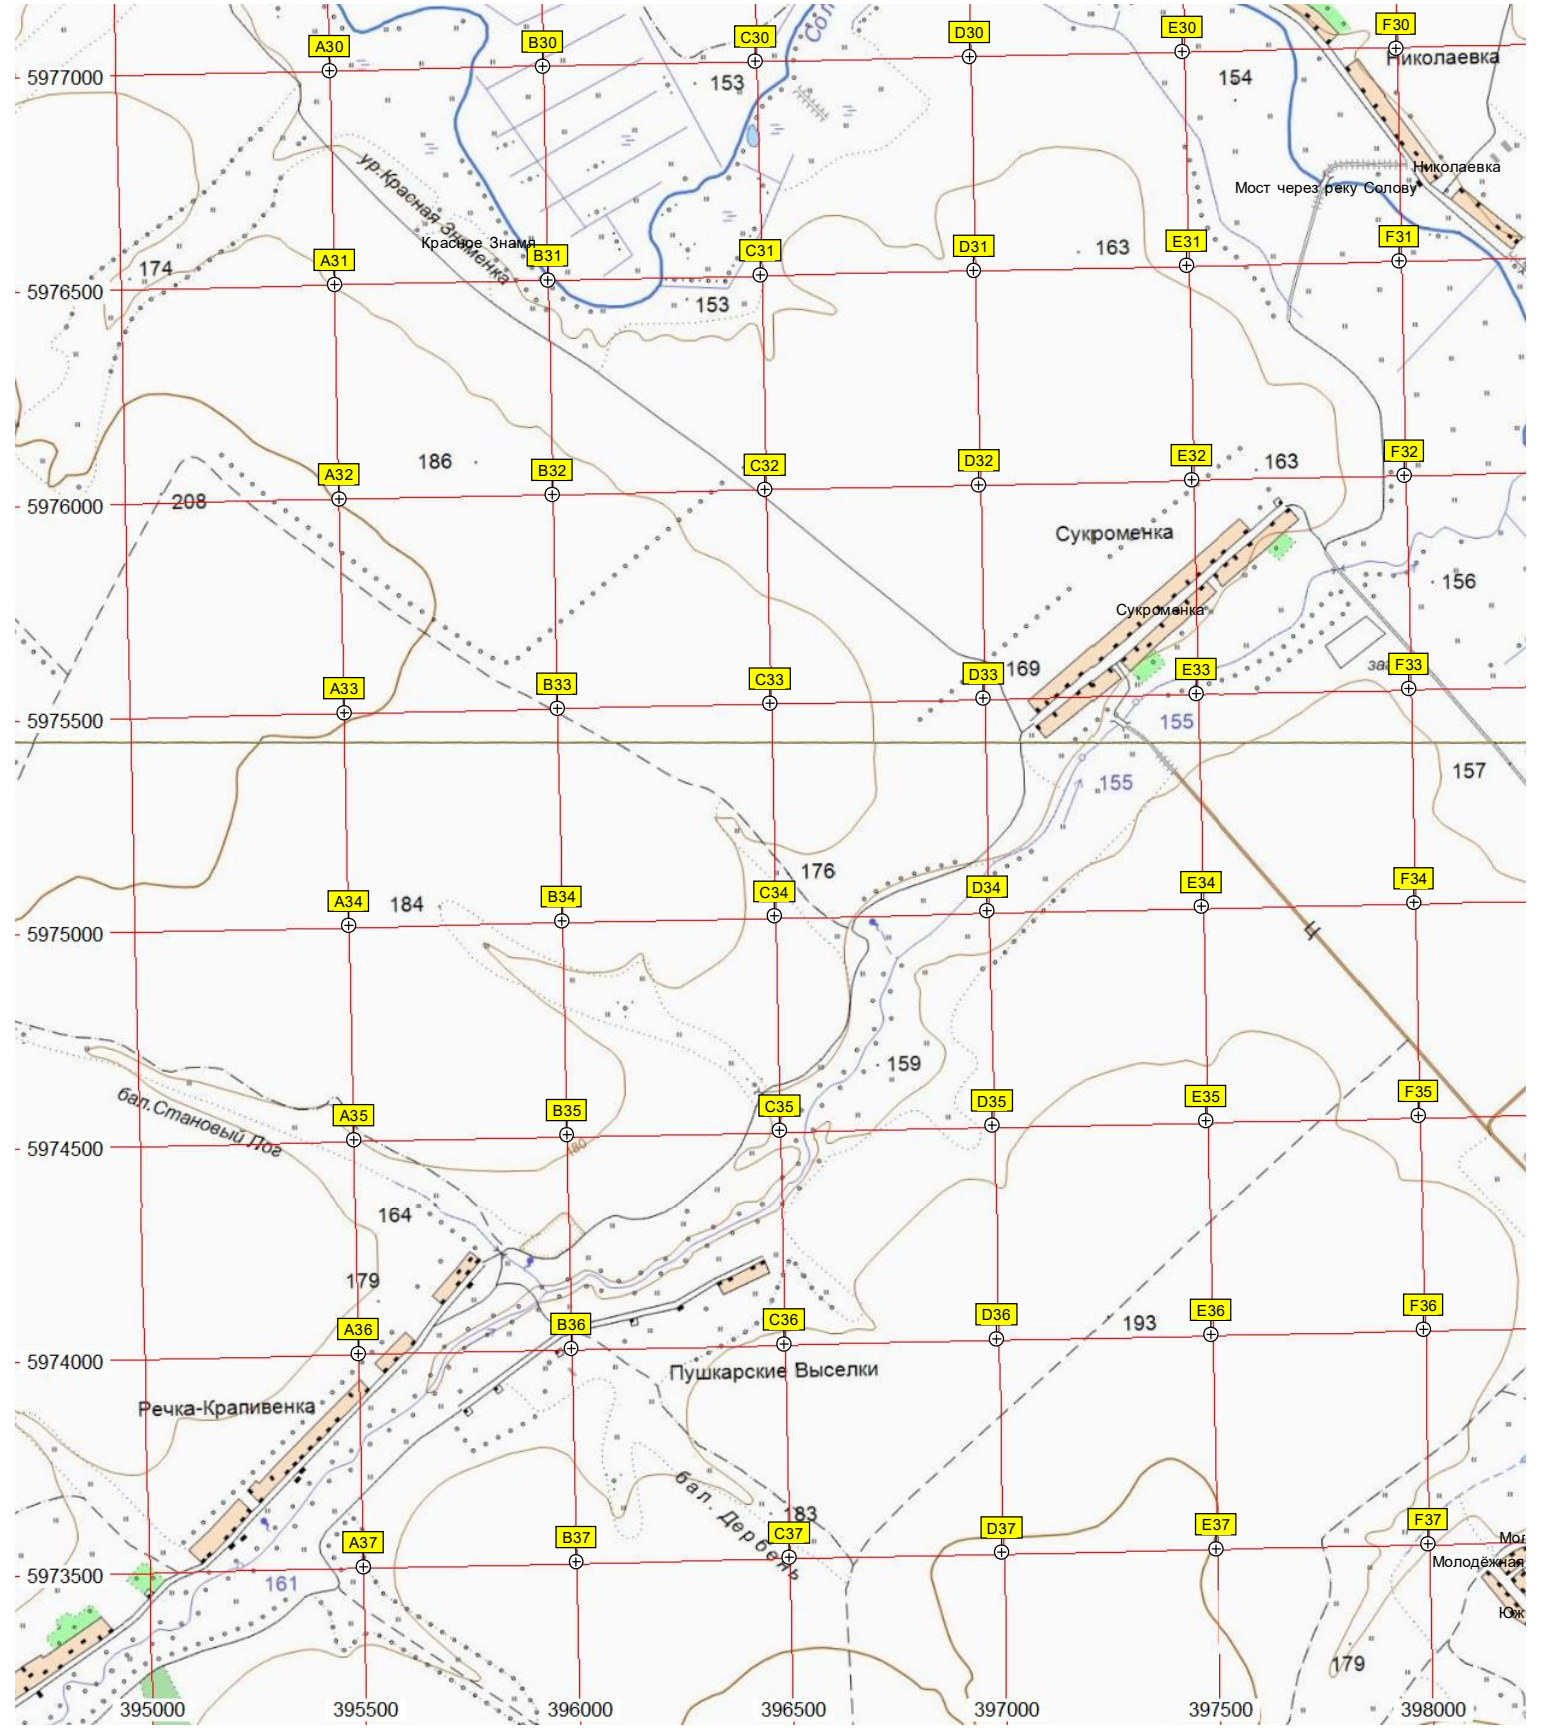 A30 B30 C30 D30 E30 F30
Сол
5977000
153
154
Николаевка
ур.Красная Знаменка
Николаевка
Мост через реку Солову
Красное Знамя
A31 B31 C31 D31 E31 F31
174
163
5976500
153
186
A32 B32 C32 D32 E32 F32
163
208
5976000
Сукроменка
156
Сукроменка
169
A33 B33 C33 D33 E33 F33
5975500
155
157
155
176
A34 B34 C34 D34 E34 F34
184
5975000
159
бал.Становый Лог
A35 B35 C35 D35 E35 F35
5974500
180
164
179
A36 B36 C36 D36 E36 F36
193
5974000
Пушкарские Выселки
Речка-Крапивенка
бал. Дербень
183
A37 B37 C37 D37 E37 F37
Мол
Молодёжная
5973500
161
Юж
179
395000 395500 396000 396500 397000 397500 398000